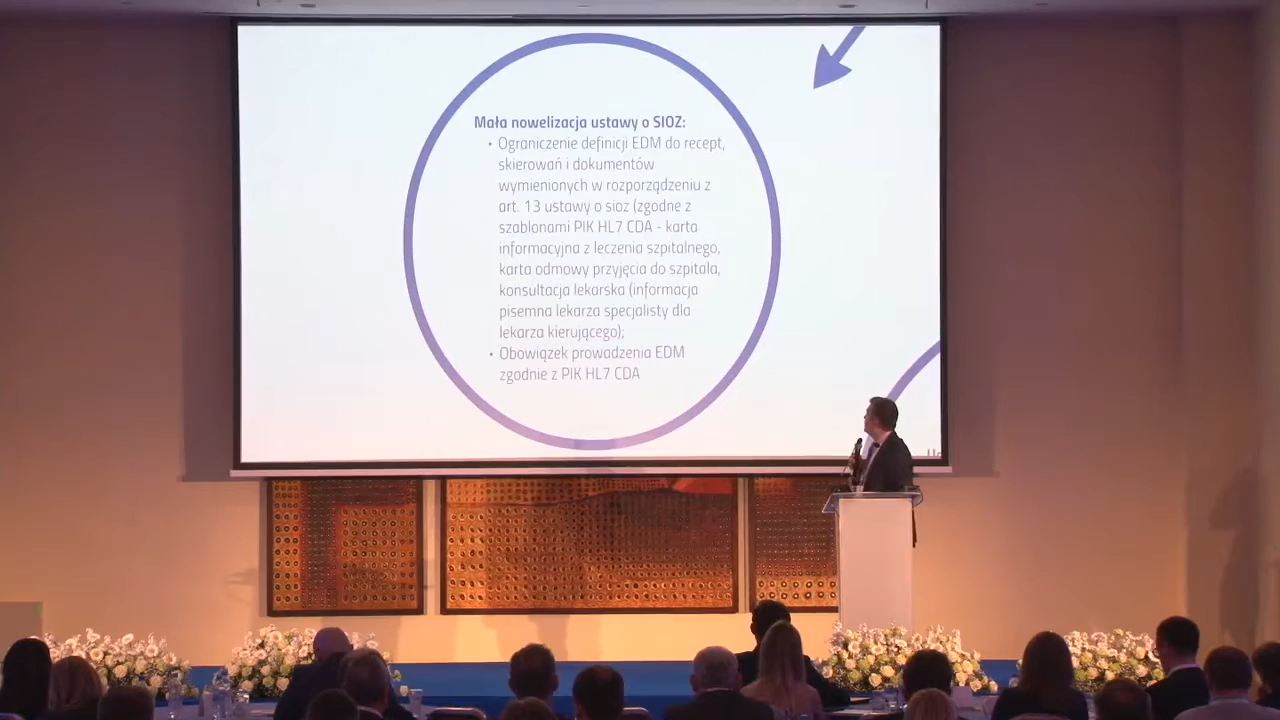 Mała nowelizacja ustawy o SIOZ:
• Ograniczenie definicji EDM do recept,
skierowań i dokumentów
wymienionych w rozporządzeniu z
art. 13 ustawy o sioz (zgodne z
szablonami PIK HL7 CDA - karta
informacyjna z leczenia szpitalnego,
karta odmowy przyjęcia do szpitala,
konsultacja lekarska (informacja
pisemna lekarza specjalisty dla
lekarza kierującego);
• Obowiązek prowadzenia EDM
zgodnie z PIK HL7 CDA